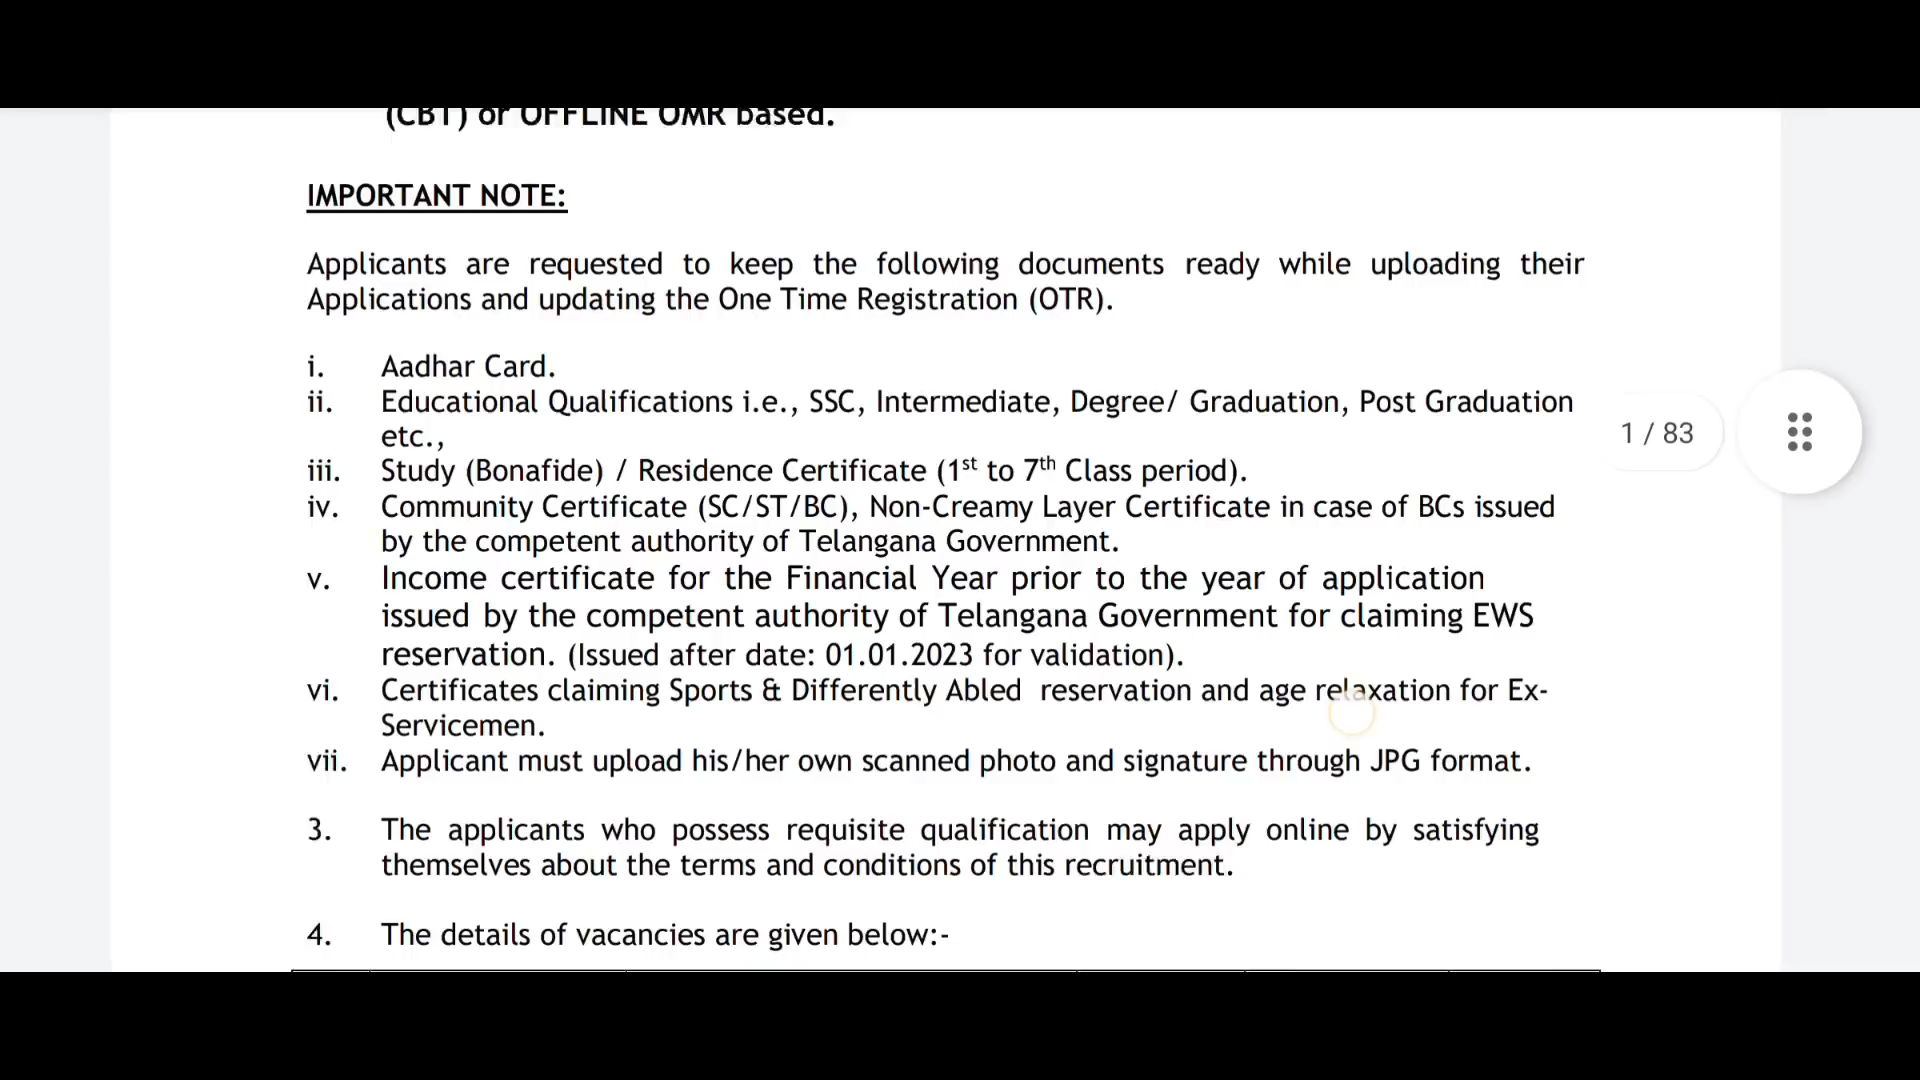 (CBT) or OFFLINE OMR based.
IMPORTANT NOTE:
Applicants are requested to keep the following documents ready while uploading their
Applications and updating the One Time Registration (OTR).
i. Aadhar Card.
ii. Educational Qualifications i.e., SSC, Intermediate, Degree/ Graduation, Post Graduation
etc.,
1 / 83
iii. Study (Bonafide) / Residence Certificate (1st to 7th Class period).
iv. Community Certificate (SC/ST/BC), Non-Creamy Layer Certificate in case of BCs issued
by the competent authority of Telangana Government.
v. Income certificate for the Financial Year prior to the year of application
issued by the competent authority of Telangana Government for claiming EWS
reservation. (Issued after date: 01.01.2023 for validation).
vi. Certificates claiming Sports & Differently Abled reservation and age relaxation for Ex-
Servicemen.
vii. Applicant must upload his/her own scanned photo and signature through JPG format.
3. The applicants who possess requisite qualification may apply online by satisfying
themselves about the terms and conditions of this recruitment.
4. The details of vacancies are given below:-